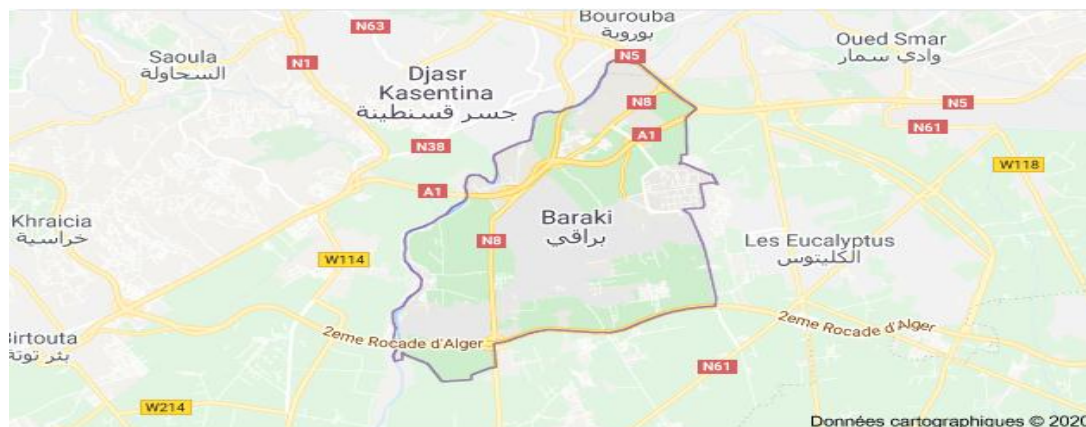 Bourouba
بوروبة
N63
Oued Smar
وادي سمار
Saoula
السحاولة
N1
N5
Djasr
Kasentina
جسر قسنطينة
N8
N5
N61
A1
N38
W118
A1
Khraicia
خراسية
Baraki
براقي
N8
Les Eucalyptus
الكليتوس
W114
2eme Rocade d'Alger
2eme Rocade d'Alger
Birtouta
بئر توتة
N61
W214
Données cartographiques © 2020